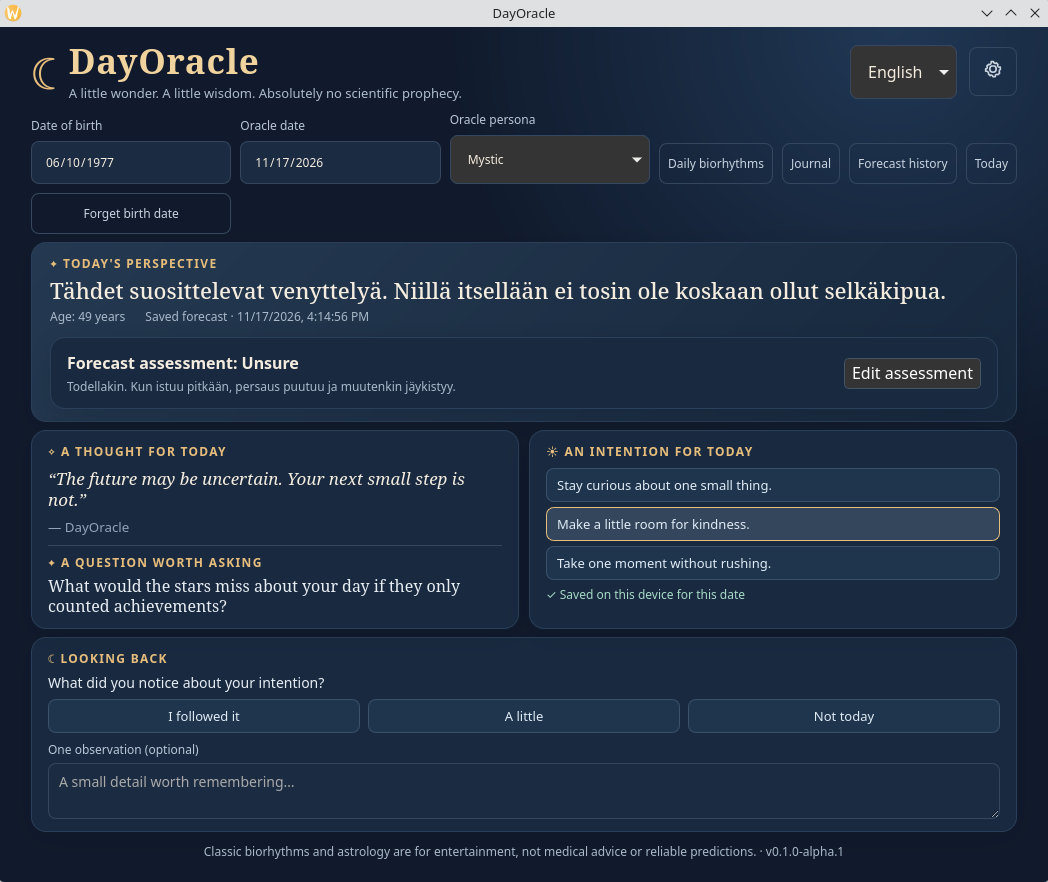 DayOracle
DayOracle
A little wonder. A little wisdom. Absolutely no scientific prophecy.
English
Date of birth
Oracle date
Oracle persona
06/10/1977
11/17/2026
Mystic
Daily biorhythms
Journal
Forecast history
Today
Forget birth date
✦ TODAY'S PERSPECTIVE
Tähdet suosittelevat venyttelyä. Niillä itsellään ei tosin ole koskaan ollut selkäkipua.
Age: 49 years Saved forecast · 11/17/2026, 4:14:56 PM
Forecast assessment: Unsure
Todellakin. Kun istuu pitkään, persaus puutuu ja muutenkin jäykistyy.
Edit assessment
✧ A THOUGHT FOR TODAY
“The future may be uncertain. Your next small step is
not.”
— DayOracle
✦ A QUESTION WORTH ASKING
What would the stars miss about your day if they only
counted achievements?
☀ AN INTENTION FOR TODAY
Stay curious about one small thing.
Make a little room for kindness.
Take one moment without rushing.
✓ Saved on this device for this date
☾ LOOKING BACK
What did you notice about your intention?
I followed it
A little
Not today
One observation (optional)
A small detail worth remembering...
Classic biorhythms and astrology are for entertainment, not medical advice or reliable predictions. · v0.1.0-alpha.1